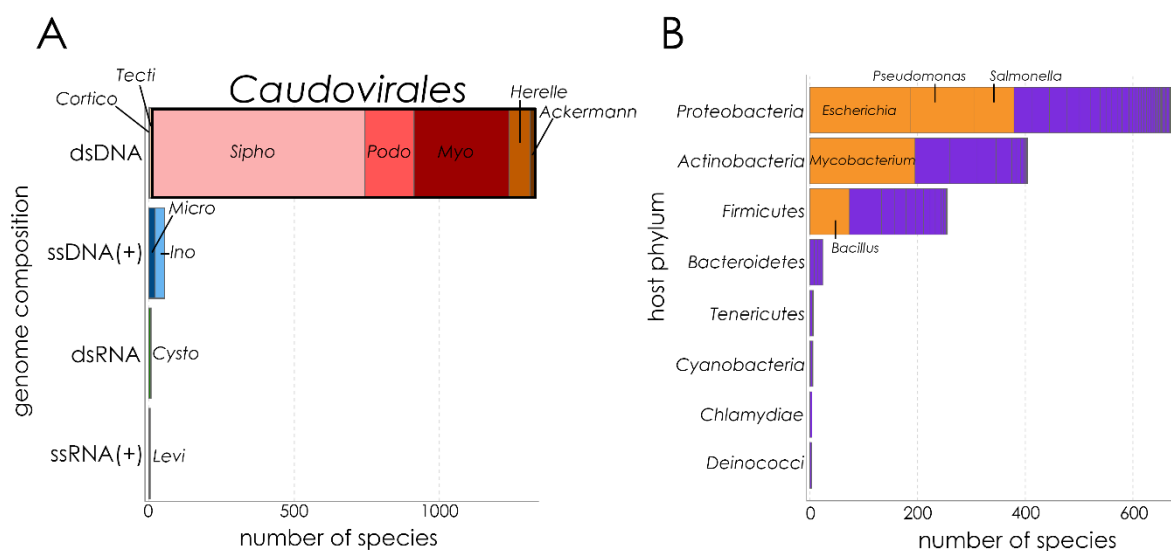 A
Tecti
Cortico
Caudovirales
Herelle
Ackermann
dsDNA
Sipho
Podo
Myo
Micro
ssDNA(+)
Ino
dsRNA
Cysto
ssRNA(+)
Levi
genome composition
0
500
1000
number of species
B
Pseudomonas
Salmonella
Proteobacteria
Escherichia
Actinobacteria
Mycobacterium
Firmicutes
Bacillus
Bacteroidetes
Tenericutes
Cyanobacteria
Chlamydiae
Deinococci
host phylum
0
200
400
600
number of species